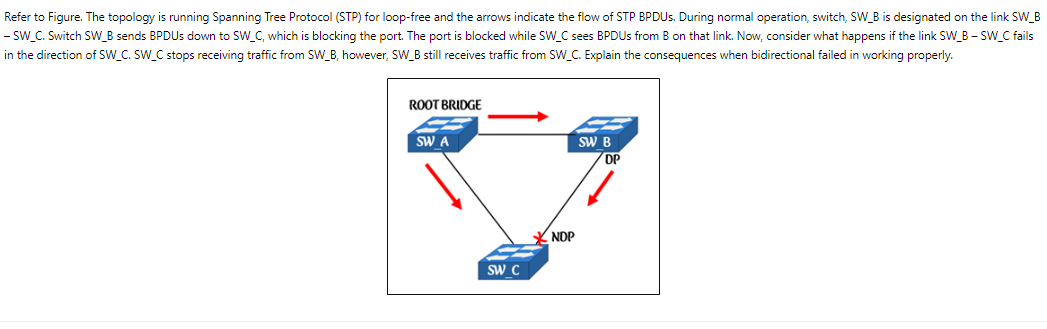 Refer to Figure. The topology is running Spanning Tree Protocol (STP) for loop-free and the arrows indicate the flow of STP BPDUs. During normal operation, switch, SW_B is designated on the link SW_B
– SW_C. Switch SW_B sends BPDUs down to SW_C, which is blocking the port. The port is blocked while SW_C sees BPDUs from B on that link. Now, consider what happens if the link SW_B – SW_C fails
in the direction of SW_C. SW_C stops receiving traffic from SW_B, however, SW_B still receives traffic from SW_C. Explain the consequences when bidirectional failed in working properly.
ROOT BRIDGE
SW_A
SW_B
DP
NDP
SW_C